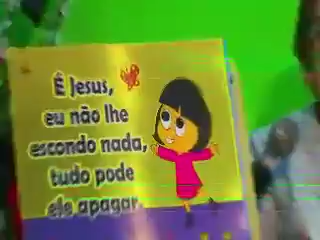 É Jesus,
eu não lhe
escondo nada,
tudo pode
ele apagar.